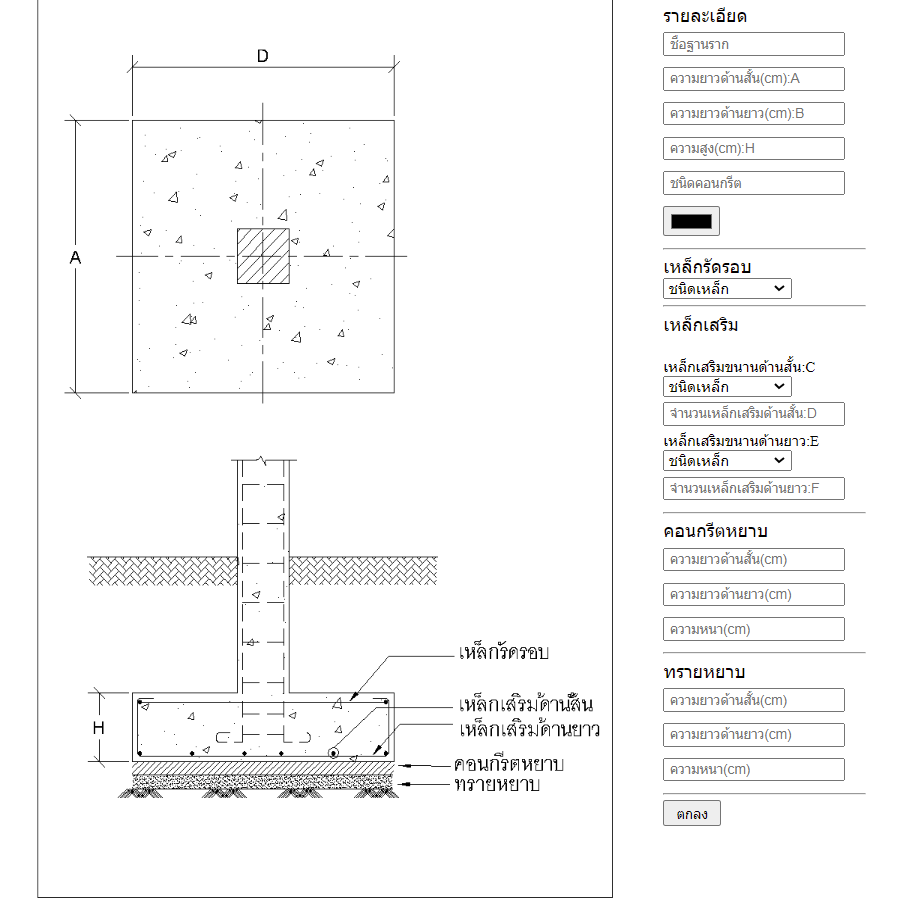 D
A
H
เหล็กรัดรอบ
เหล็กเสริมด้านสั้น
เหล็กเสริมด้านยาว
คอนกรีตหยาบ
ทรายหยาบ
รายละเอียด
ชื่อฐานราก
ความยาวด้านสั้น(cm):A
ความยาวด้านยาว(cm):B
ความสูง(cm):H
ชนิดคอนกรีต
เหล็กรัดรอบ
ชนิดเหล็ก
เหล็กเสริม
เหล็กเสริมขนานด้านสั้น:C
ชนิดเหล็ก
จำนวนเหล็กเสริมด้านสั้น:D
เหล็กเสริมขนานด้านยาว:E
ชนิดเหล็ก
จำนวนเหล็กเสริมด้านยาว:F
คอนกรีตหยาบ
ความยาวด้านสั้น(cm)
ความยาวด้านยาว(cm)
ความหนา(cm)
ทรายหยาบ
ความยาวด้านสั้น(cm)
ความยาวด้านยาว(cm)
ความหนา(cm)
ตกลง